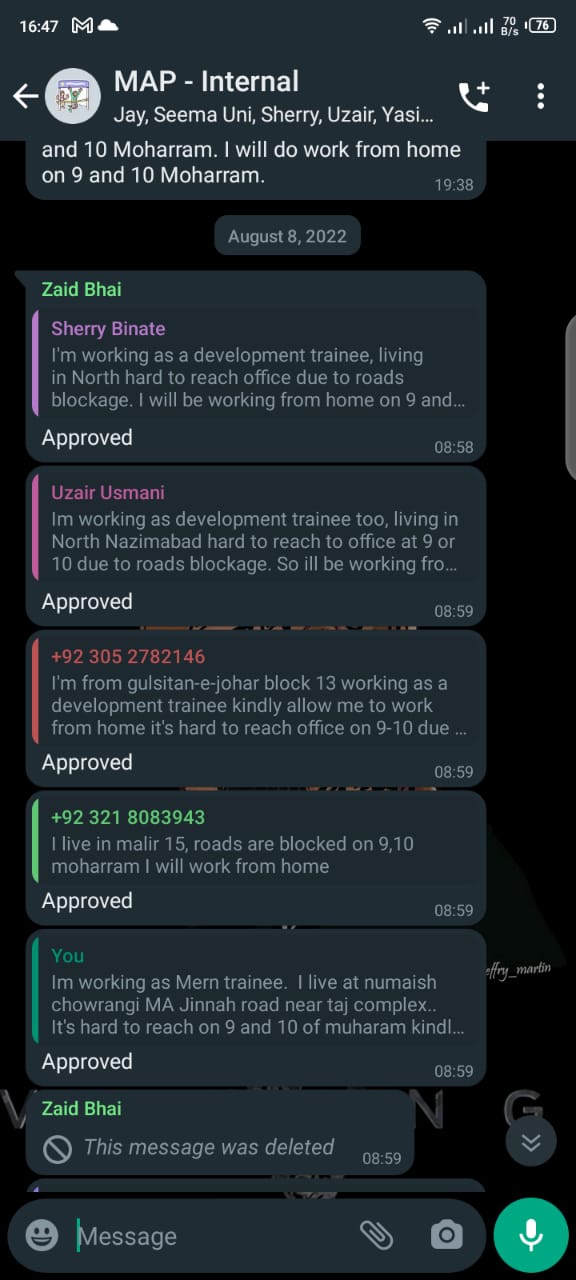 16:47
70
B/s
76
MAP - Internal
Jay, Seema Uni, Sherry, Uzair, Yasi...
and 10 Moharram. I will do work from home
on 9 and 10 Moharram.
19:38
August 8, 2022
Zaid Bhai
Sherry Binate
I'm working as a development trainee, living
in North hard to reach office due to roads
blockage. I will be working from home on 9 and...
Approved
08:58
Uzair Usmani
Im working as development trainee too, living in
North Nazimabad hard to reach to office at 9 or
10 due to roads blockage. So ill be working fro...
Approved
08:59
+92 305 2782146
I'm from gulsitan-e-johar block 13 working as a
development trainee kindly allow me to work
from home it's hard to reach office on 9-10 due ...
Approved
08:59
+92 321 8083943
I live in malir 15, roads are blocked on 9,10
moharram I will work from home
Approved
08:59
effry_martin
You
Im working as Mern trainee.  I live at numaish
chowrangi MA Jinnah road near taj complex..
It's hard to reach on 9 and 10 of muharam kindl...
Approved
08:59
V N G
Zaid Bhai
This message was deleted
08:59
Message